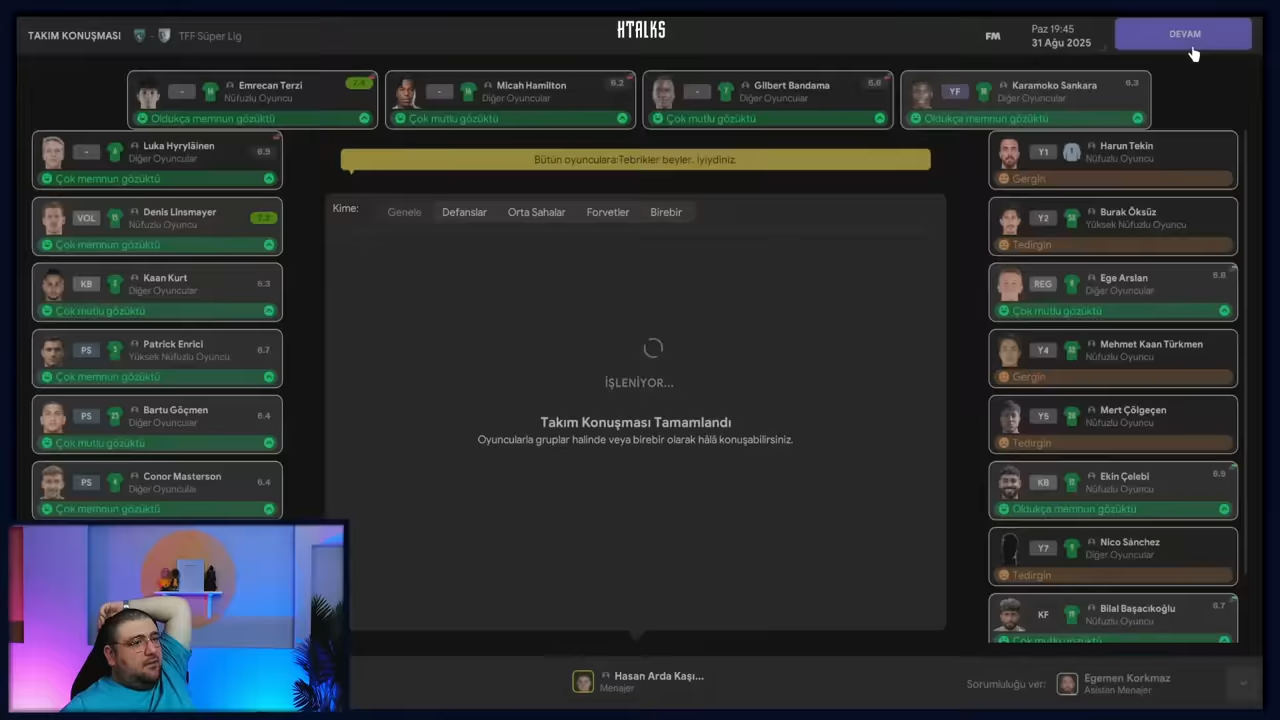 HTALKS
TAKIM KONUŞMASI
TFF Süper Lig
FM
Paz 19:45
31 Ağu 2025
DEVAM
-
Emrecan Terzi
Nüfuzlu Oyuncu
7.4
Oldukça memnun gözüktü
-
Micah Hamilton
Diğer Oyuncular
6.2
Çok mutlu gözüktü
-
Gilbert Bandama
Diğer Oyuncular
6.8
Çok mutlu gözüktü
YF
Karamoko Sankara
Diğer Oyuncular
6.3
Oldukça memnun gözüktü
-
Luka Hyryläinen
Diğer Oyuncular
6.9
Çok memnun gözüktü
VOL
Denis Linsmayer
Nüfuzlu Oyuncu
Çok memnun gözüktü
KB
Kaan Kurt
Diğer Oyuncular
6.3
Çok mutlu gözüktü
PS
Patrick Enrici
Yüksek Nüfuzlu Oyuncu
6.7
Çok memnun gözüktü
PS
23
Bartu Göçmen
Diğer Oyuncular
6.4
Çok mutlu gözüktü
PS
Conor Masterson
Diğer Oyuncular
6.4
Çok memnun gözüktü
Bütün oyunculara:Tebrikler beyler. İyiydiniz.
Kime:
Genele
Defanslar
Orta Sahalar
Forvetler
Birebir
İŞLENİYOR...
Takım Konuşması Tamamlandı
Oyuncularla gruplar halinde veya birebir olarak hâlâ konuşabilirsiniz.
Y1
Harun Tekin
Nüfuzlu Oyuncu
Gergin
Y2
Burak Öksüz
Yüksek Nüfuzlu Oyuncu
Tedirgin
REG
Ege Arslan
Diğer Oyuncular
6.8
Çok mutlu gözüktü
Y4
Mehmet Kaan Türkmen
Nüfuzlu Oyuncu
Gergin
Y5
Mert Çölgeçen
Nüfuzlu Oyuncu
Tedirgin
KB
Ekin Çelebi
Nüfuzlu Oyuncu
6.9
Oldukça memnun gözüktü
Y7
Nico Sánchez
Diğer Oyuncular
Tedirgin
KF
Bilal Başacıkoğlu
Nüfuzlu Oyuncu
6.7
Çok mutlu gözüktü
Hasan Arda Kaşı...
Menajer
Sorumluluğu ver:
Egemen Korkmaz
Asistan Menajer